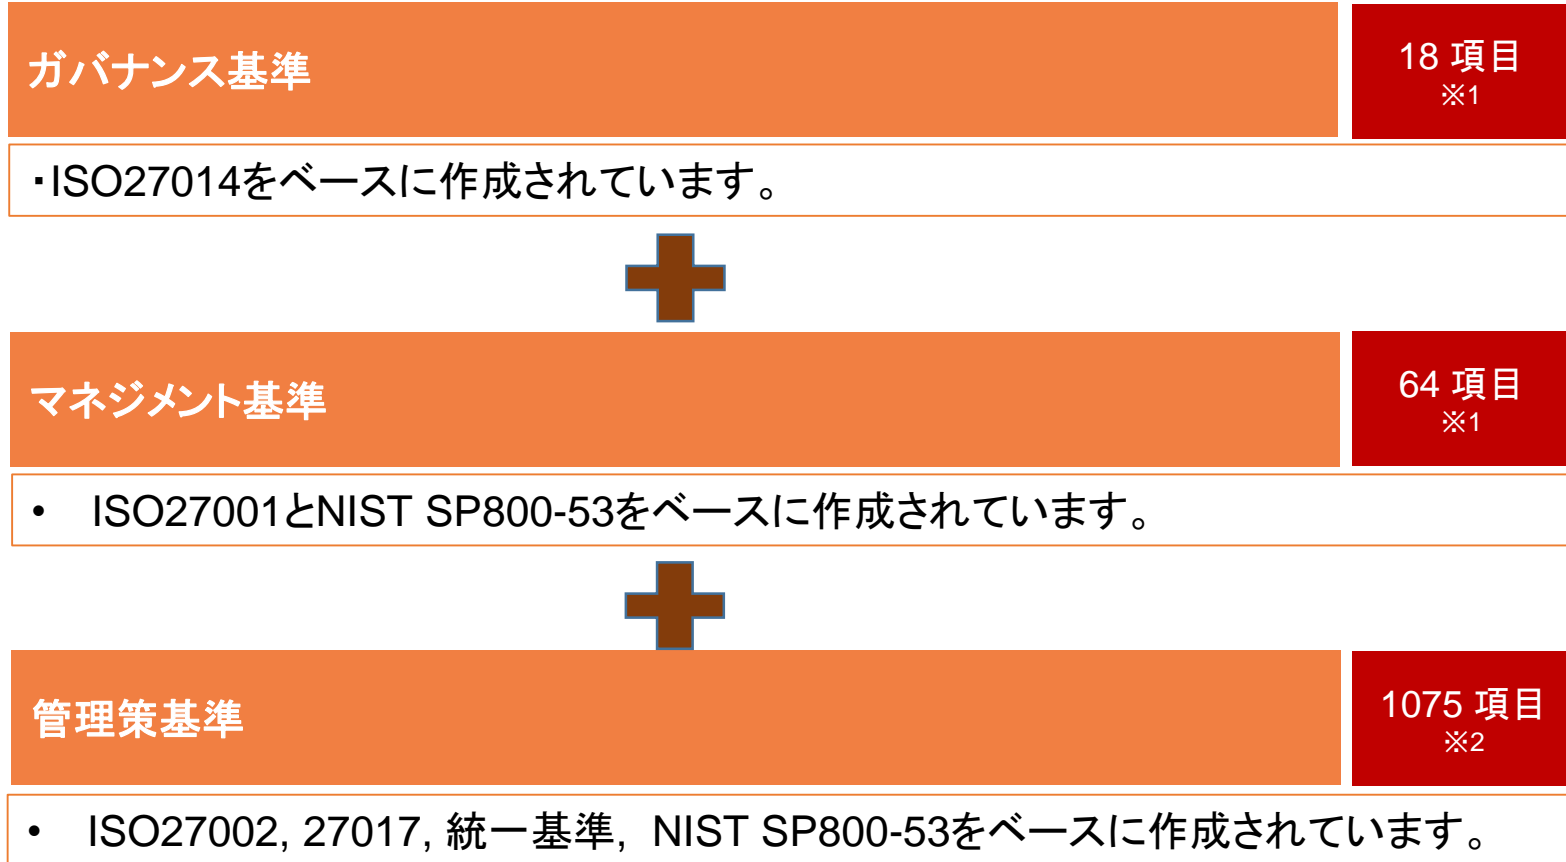 ガバナンス基準
18 項目
※1
・ISO27014をベースに作成されています。
マネジメント基準
64 項目
※1
• ISO27001とNIST SP800-53をベースに作成されています。
管理策基準
1075 項目
※2
• ISO27002, 27017, 統一基準, NIST SP800-53をベースに作成されています。